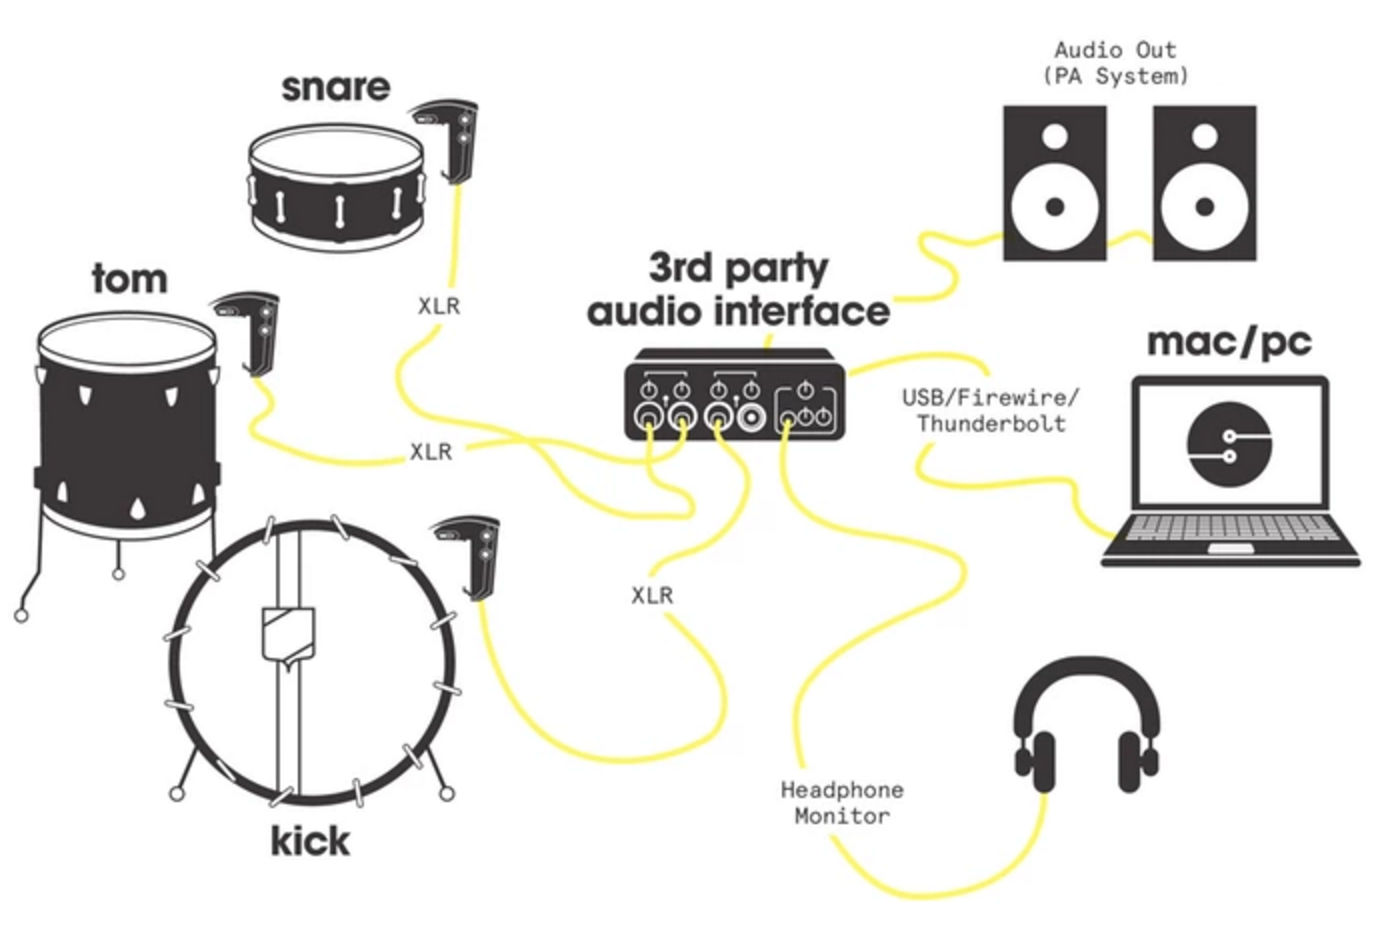 Audio Out
(PA System)
snare
3rd party
audio interface
tom
XLR
mac/pc
USB/Firewire/
Thunderbolt
XLR
XLR
Headphone
Monitor
kick